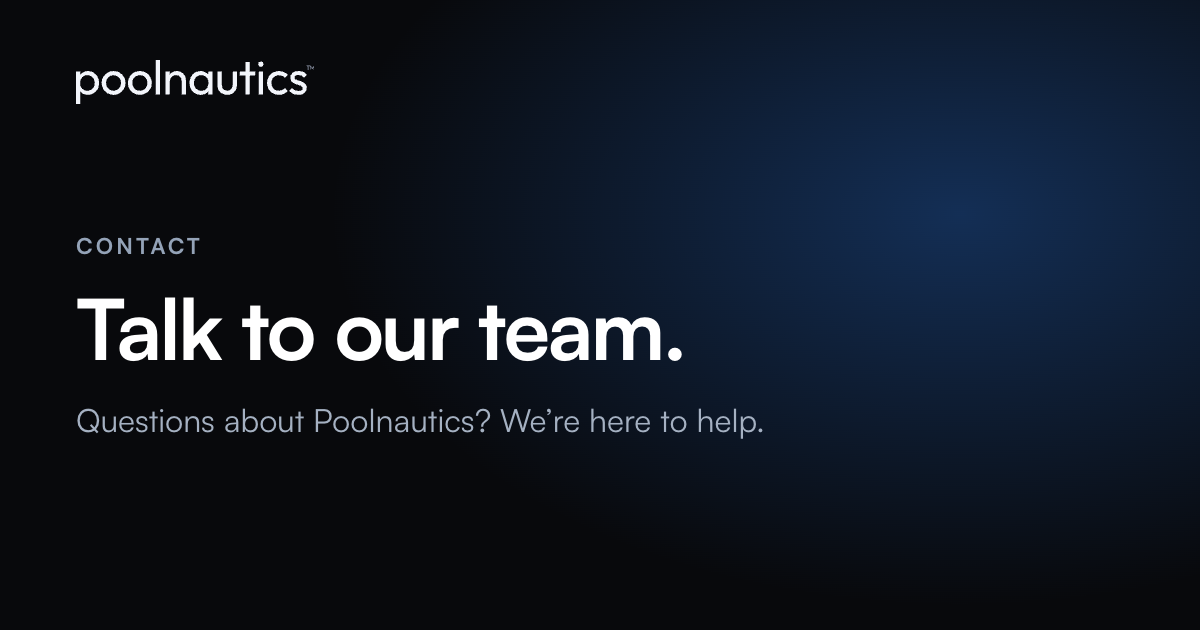 poolnautics™
CONTACT
Talk to our team.
Questions about Poolnautics? We’re here to help.